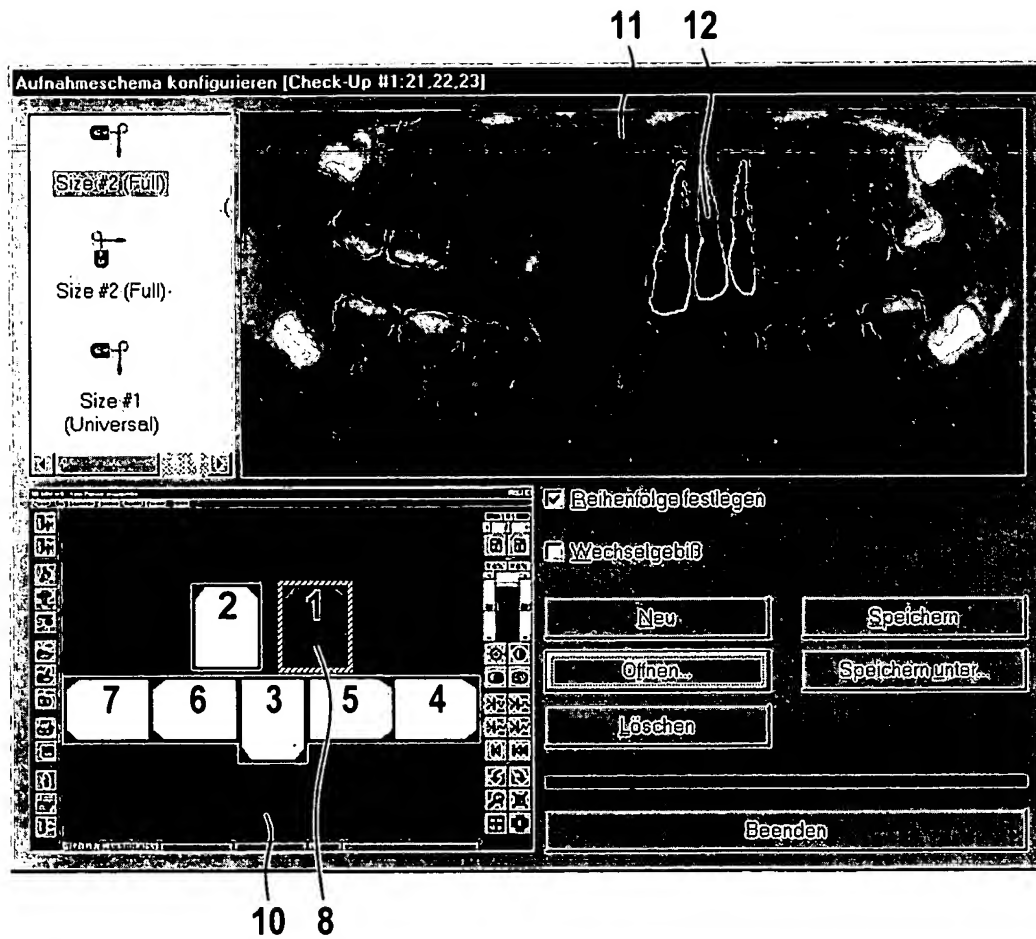 11 12
Aufnahmeschema konfigurieren [Check-Up #1:21,22,23]
Size #2 (Full)
Size #2 (Full)
Size #1
(Universal)
Reihenfolge festlegen
Wechselgebiß
Neu
Speichern
Öffnen...
Speichern unter...
Löschen
Beenden
2 1
7 6 3 5 4
10 8